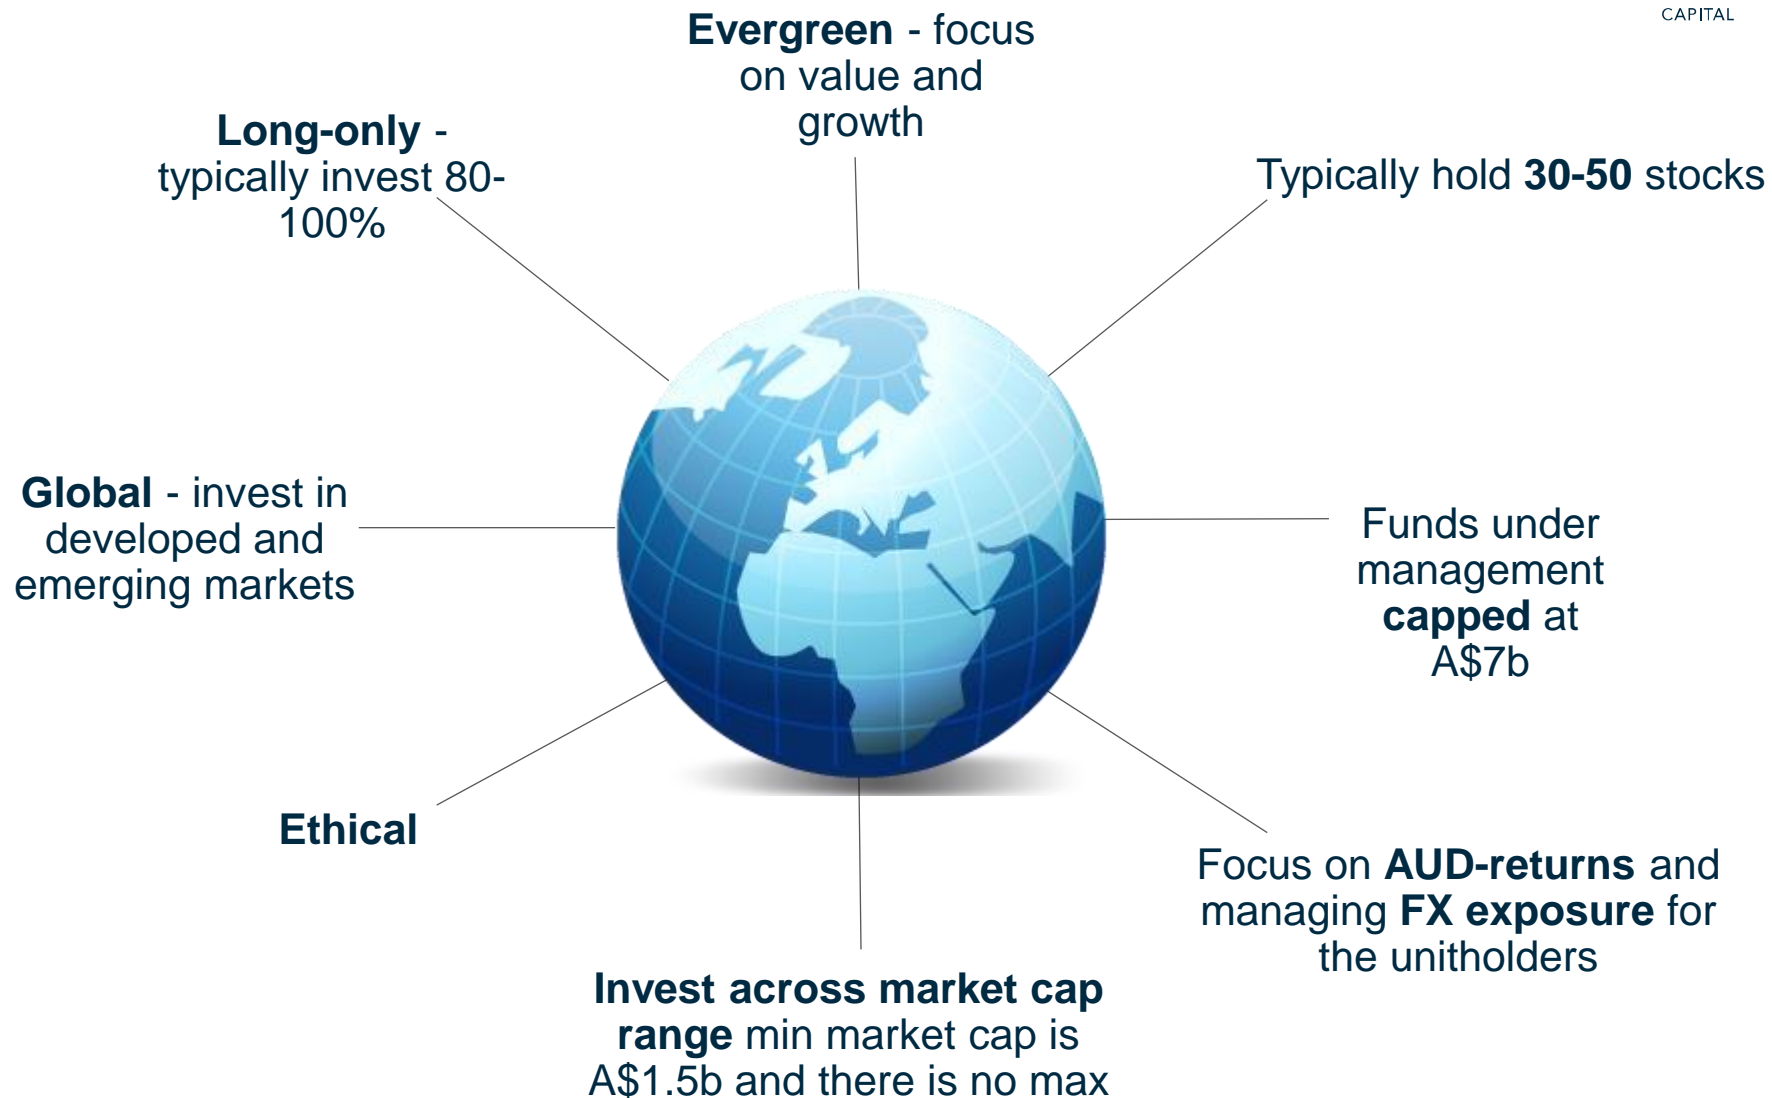 CAPITAL
Evergreen - focus
on value and
growth
Long-only -
typically invest 80-
100%
Typically hold 30-50 stocks
Global - invest in
developed and
emerging markets
Funds under
management
capped at
A$7b
Ethical
Focus on AUD-returns and
managing FX exposure for
the unitholders
Invest across market cap
range min market cap is
A$1.5b and there is no max